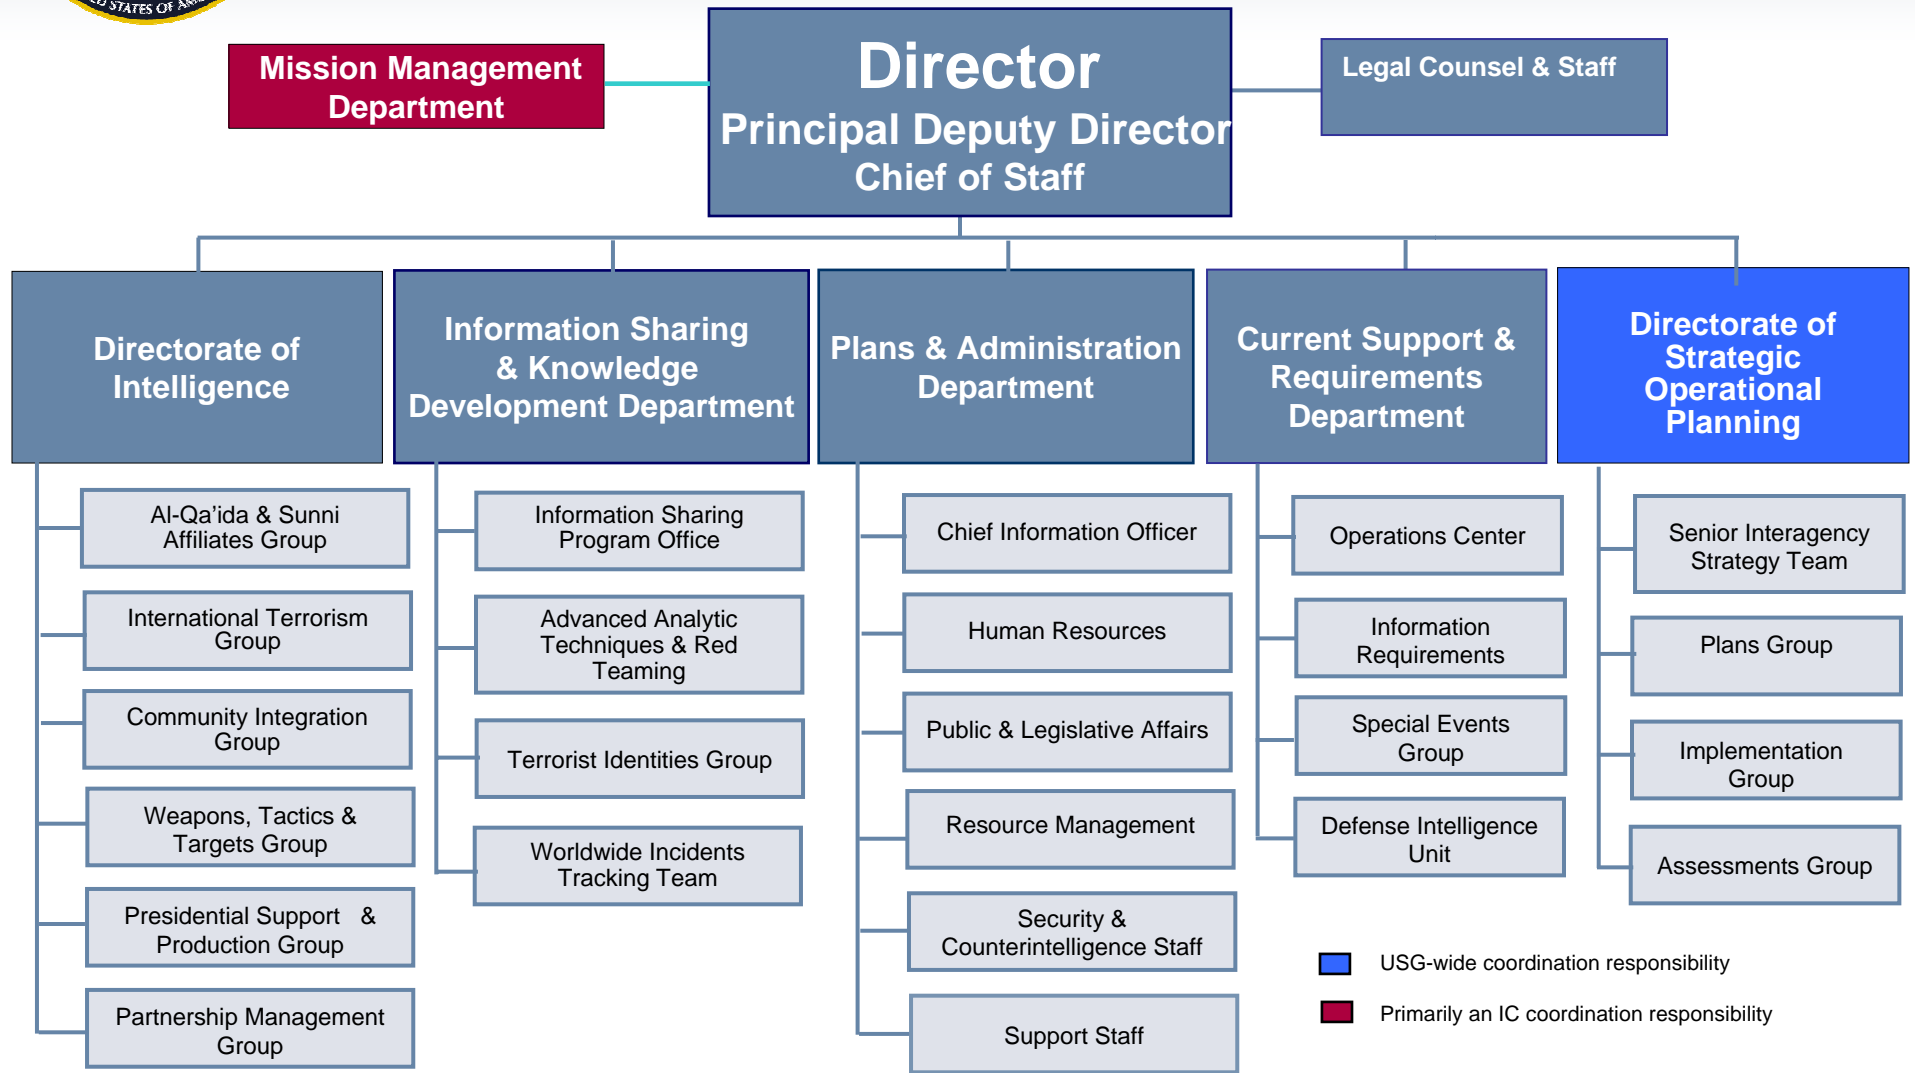 UNITED STATES OF AM
Mission Management
Department
Director
Principal Deputy Director
Chief of Staff
Legal Counsel & Staff
Directorate of
Intelligence
Al-Qa’ida & Sunni
Affiliates Group
International Terrorism
Group
Community Integration
Group
Weapons, Tactics &
Targets Group
Presidential Support &
Production Group
Partnership Management
Group
Information Sharing
& Knowledge
Development Department
Information Sharing
Program Office
Advanced Analytic
Techniques & Red
Teaming
Terrorist Identities Group
Worldwide Incidents
Tracking Team
Plans & Administration
Department
Chief Information Officer
Human Resources
Public & Legislative Affairs
Resource Management
Security &
Counterintelligence Staff
Support Staff
Current Support &
Requirements
Department
Operations Center
Information
Requirements
Special Events
Group
Defense Intelligence
Unit
Directorate of
Strategic
Operational
Planning
Senior Interagency
Strategy Team
Plans Group
Implementation
Group
Assessments Group
USG-wide coordination responsibility
Primarily an IC coordination responsibility